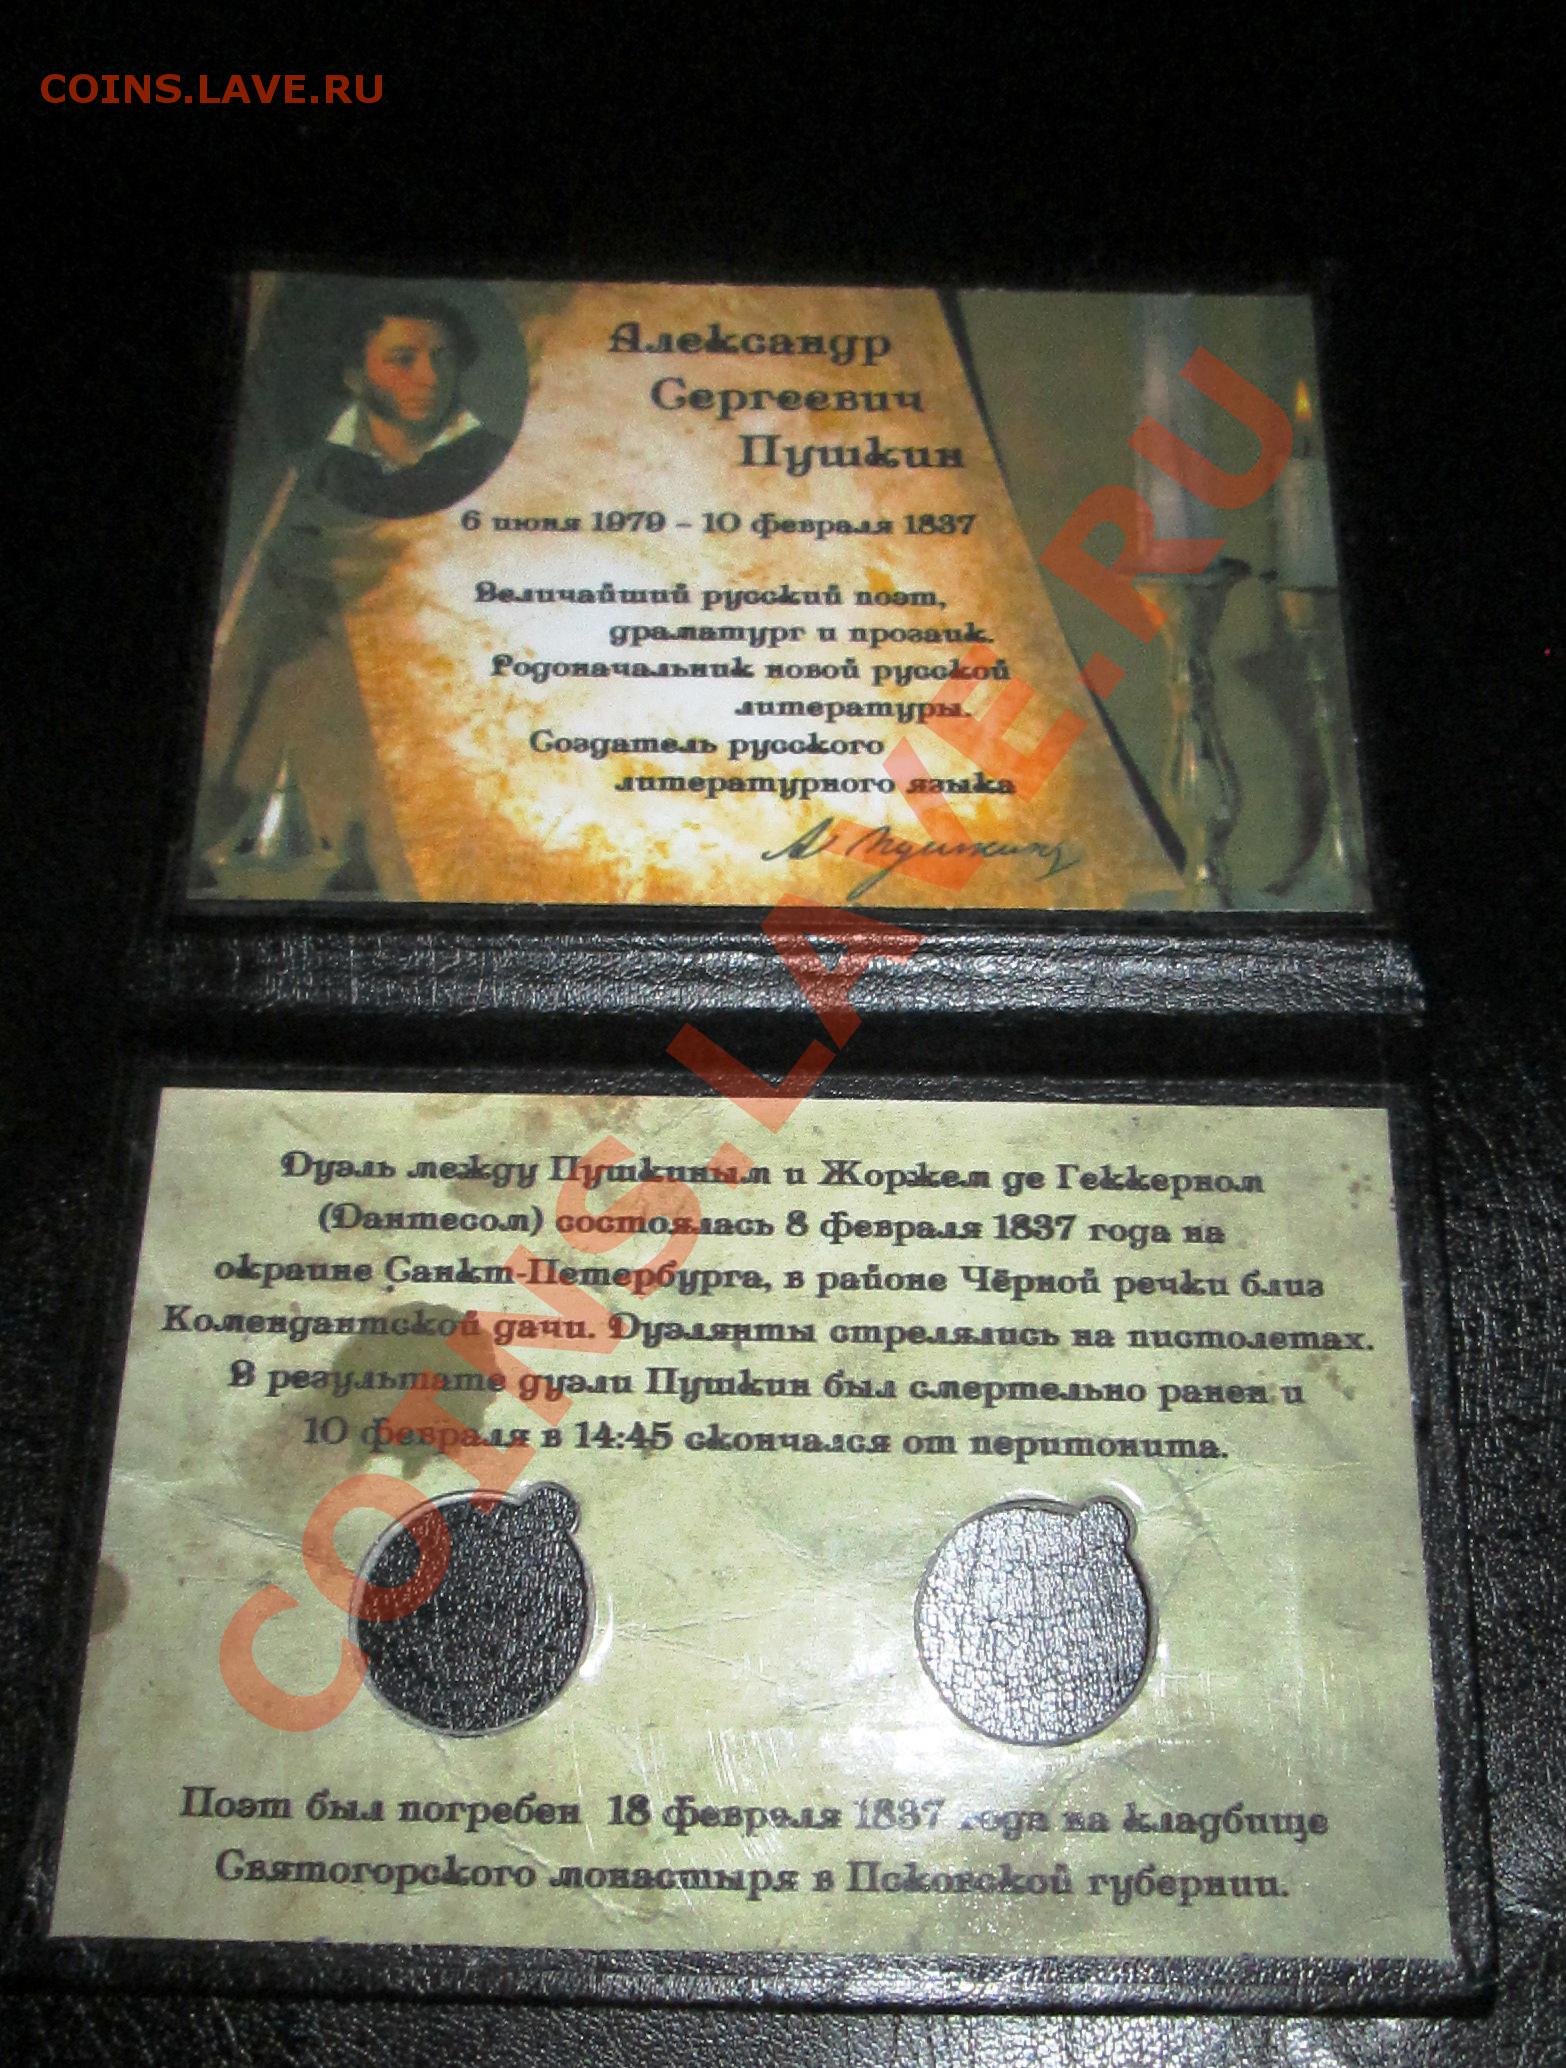 COINS.LAVE.RU
Александр
Сергеевич
Пушкин
6 июня 1979 – 10 февраля 1837
Величайший русский поэт,
драматург и прозаик.
Родоначальник новой русской
литературы.
Создатель русского
литературного языка
А Пушкинъ
Дуэль между Пушкиным и Жоржем де Геккерном
(Дантесом) состоялась 8 февраля 1837 года на
окраине Санкт-Петербурга, в районе Чёрной речки близ
Комендантской дачи. Дуэлянты стрелялись на пистолетах.
В результате дуэли Пушкин был смертельно ранен и
10 февраля в 14:45 скончался от перитонита.
Поэт был погребен 18 февраля 1837 года на кладбище
Святогорского монастыря в Псковской губернии.
COINS.LAVE.RU